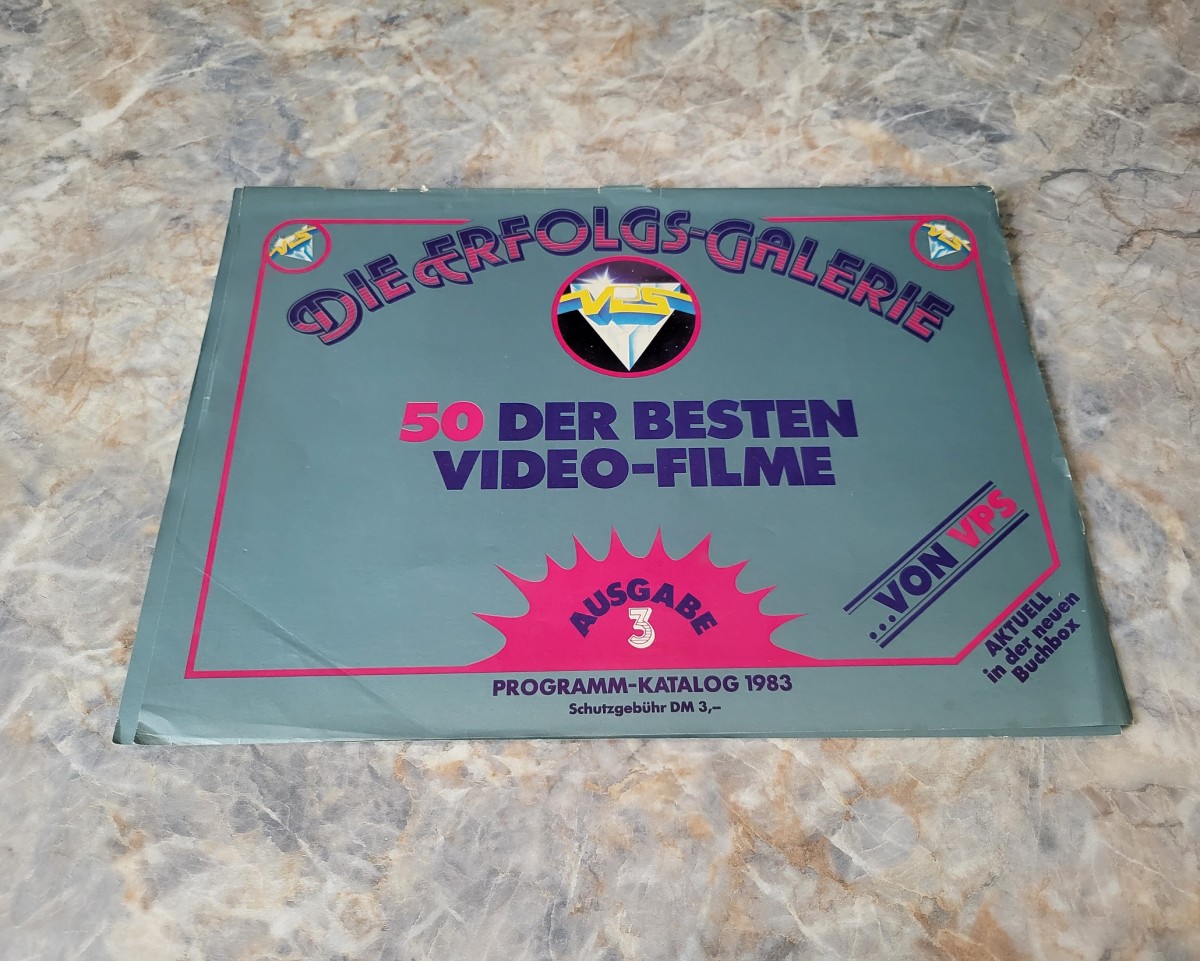 DIE ERFOLGS-GALERIE
VPS
VPS
VPS
50 DER BESTEN
VIDEO-FILME
...VON VPS
AUSGABE
3
AKTUELL
in der neuen
Buchbox
PROGRAMM-KATALOG 1983
Schutzgebühr DM 3,–